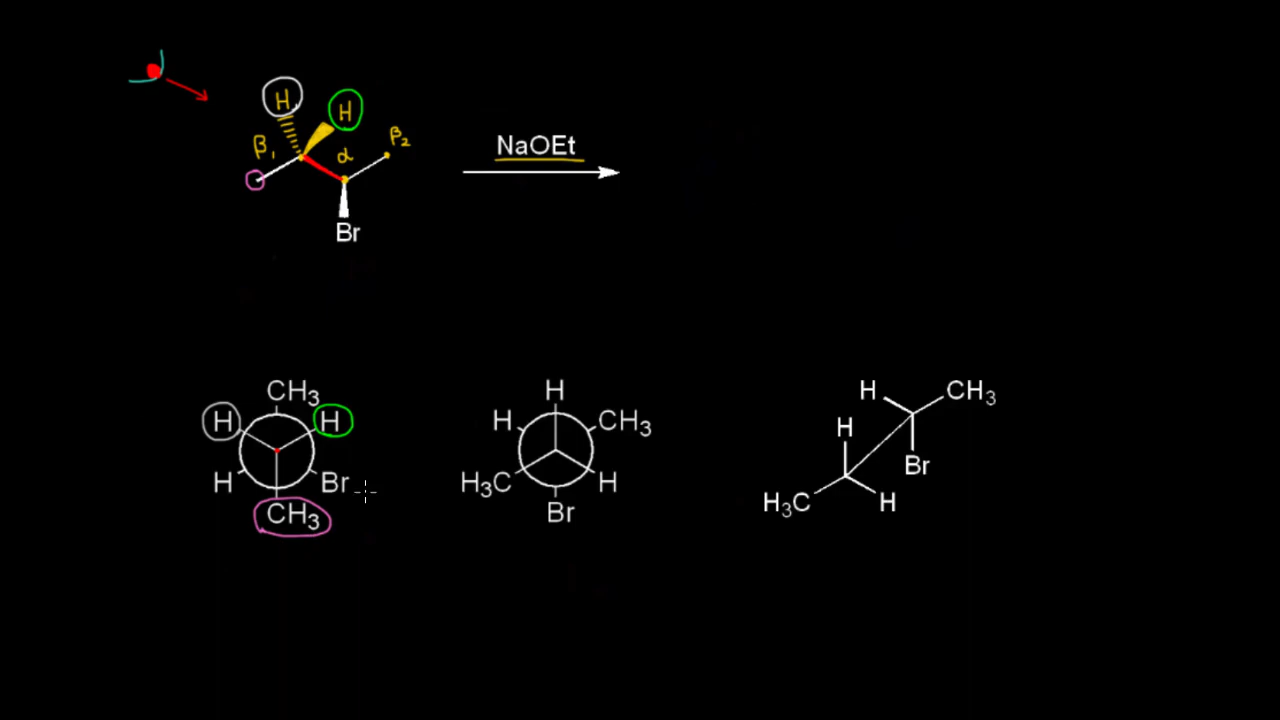 H H
β₁ α β₂
Br
NaOEt
CH₃
H H
H Br
CH₃
H
H CH₃
H₃C H
Br
H CH₃
H
Br
H₃C H